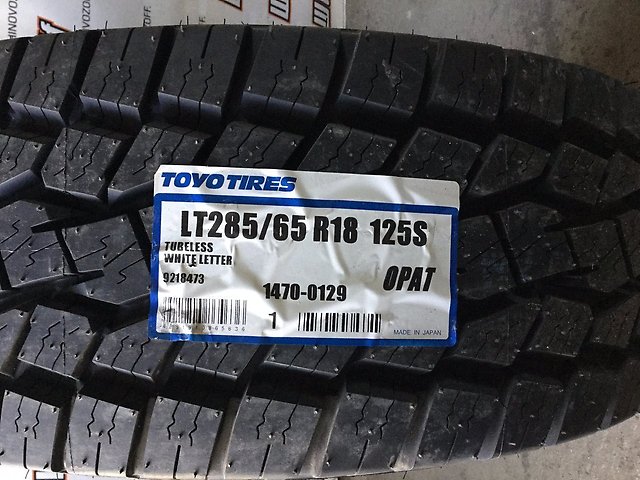 TOYO TIRES
LT285/65 R18 125S
TUBELESS
WHITE LETTER
9218473
OPAT
1470-0129
1
MADE IN JAPAN